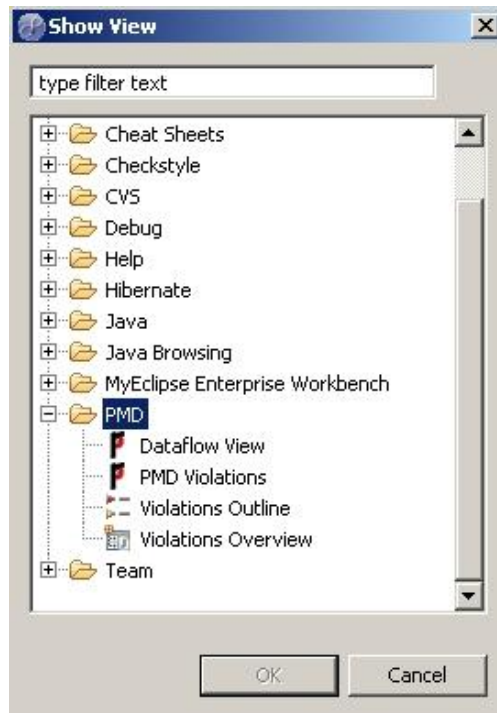 Show View
type filter text
Cheat Sheets
Checkstyle
CVS
Debug
Help
Hibernate
Java
Java Browsing
MyEclipse Enterprise Workbench
PMD
Dataflow View
PMD Violations
Violations Outline
Violations Overview
Team
OK
Cancel